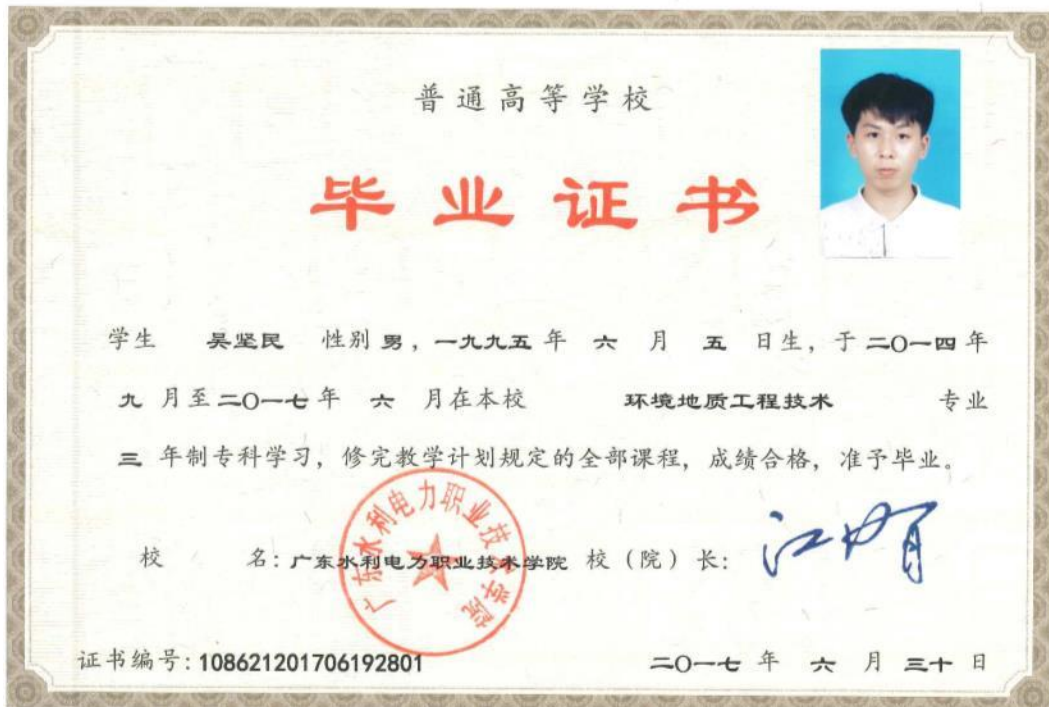 普通高等学校
毕业证书
学生 吴坚民 性别 男，一九九五 年 六 月 五 日生，于 二〇一四 年
九 月至 二〇一七 年 六 月在本校 环境地质工程技术 专业
三 年制专科学习，修完教学计划规定的全部课程，成绩合格，准予毕业。
广东水利电力职业技术学院
校 名：广东水利电力职业技术学院 校（院）长：
证书编号：108621201706192801 二〇一七 年 六 月 三十 日